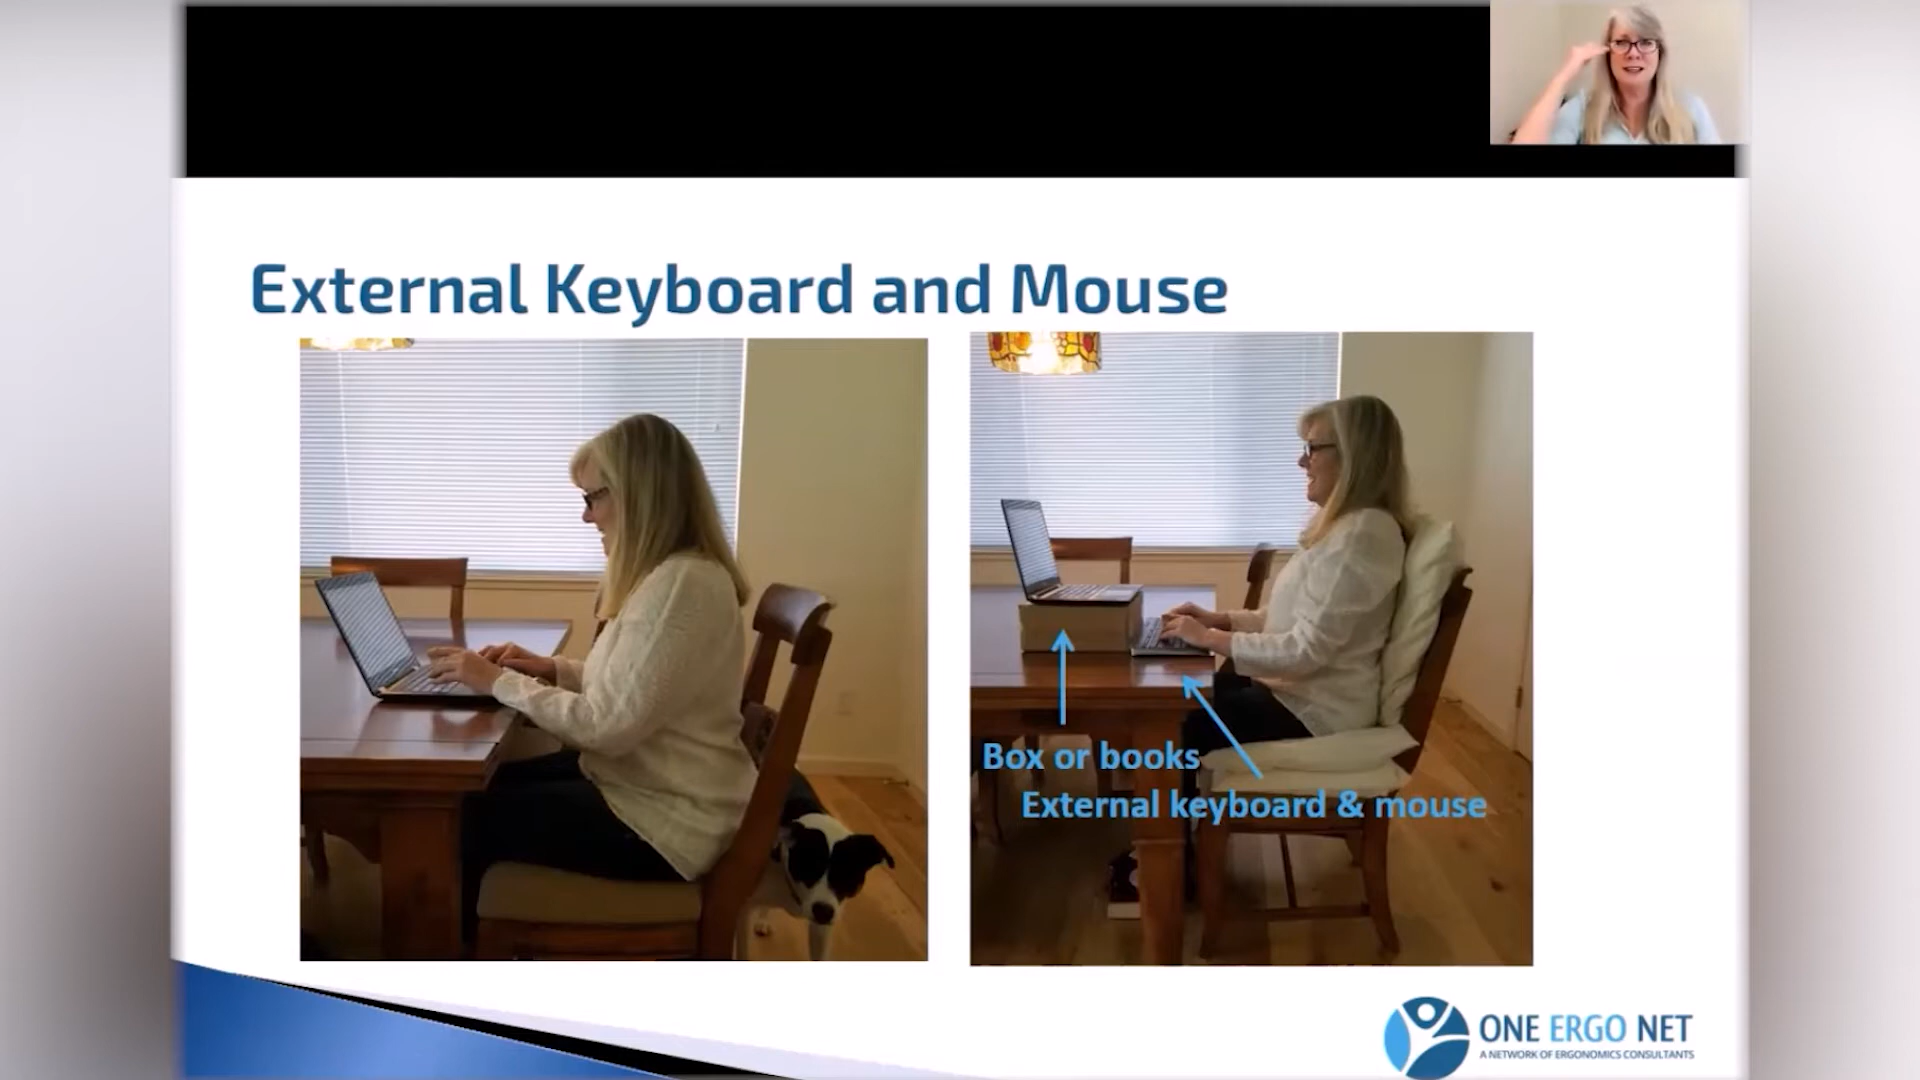 External Keyboard and Mouse
Box or books
External keyboard & mouse
ONE ERGO NET
A NETWORK OF ERGONOMICS CONSULTANTS